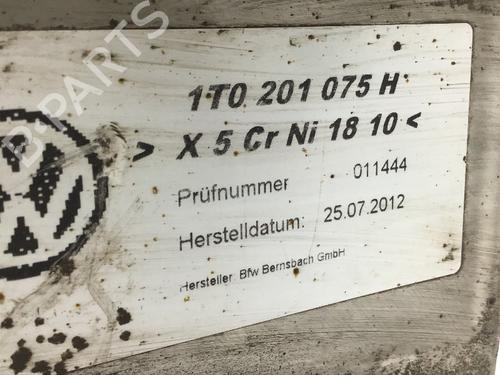 B-PARTS
1T0 201 075 H
> X 5 Cr Ni 18 10 <
Prüfnummer 011444
Herstelldatum: 25.07.2012
Hersteller: Bfw Bernsbach GmbH